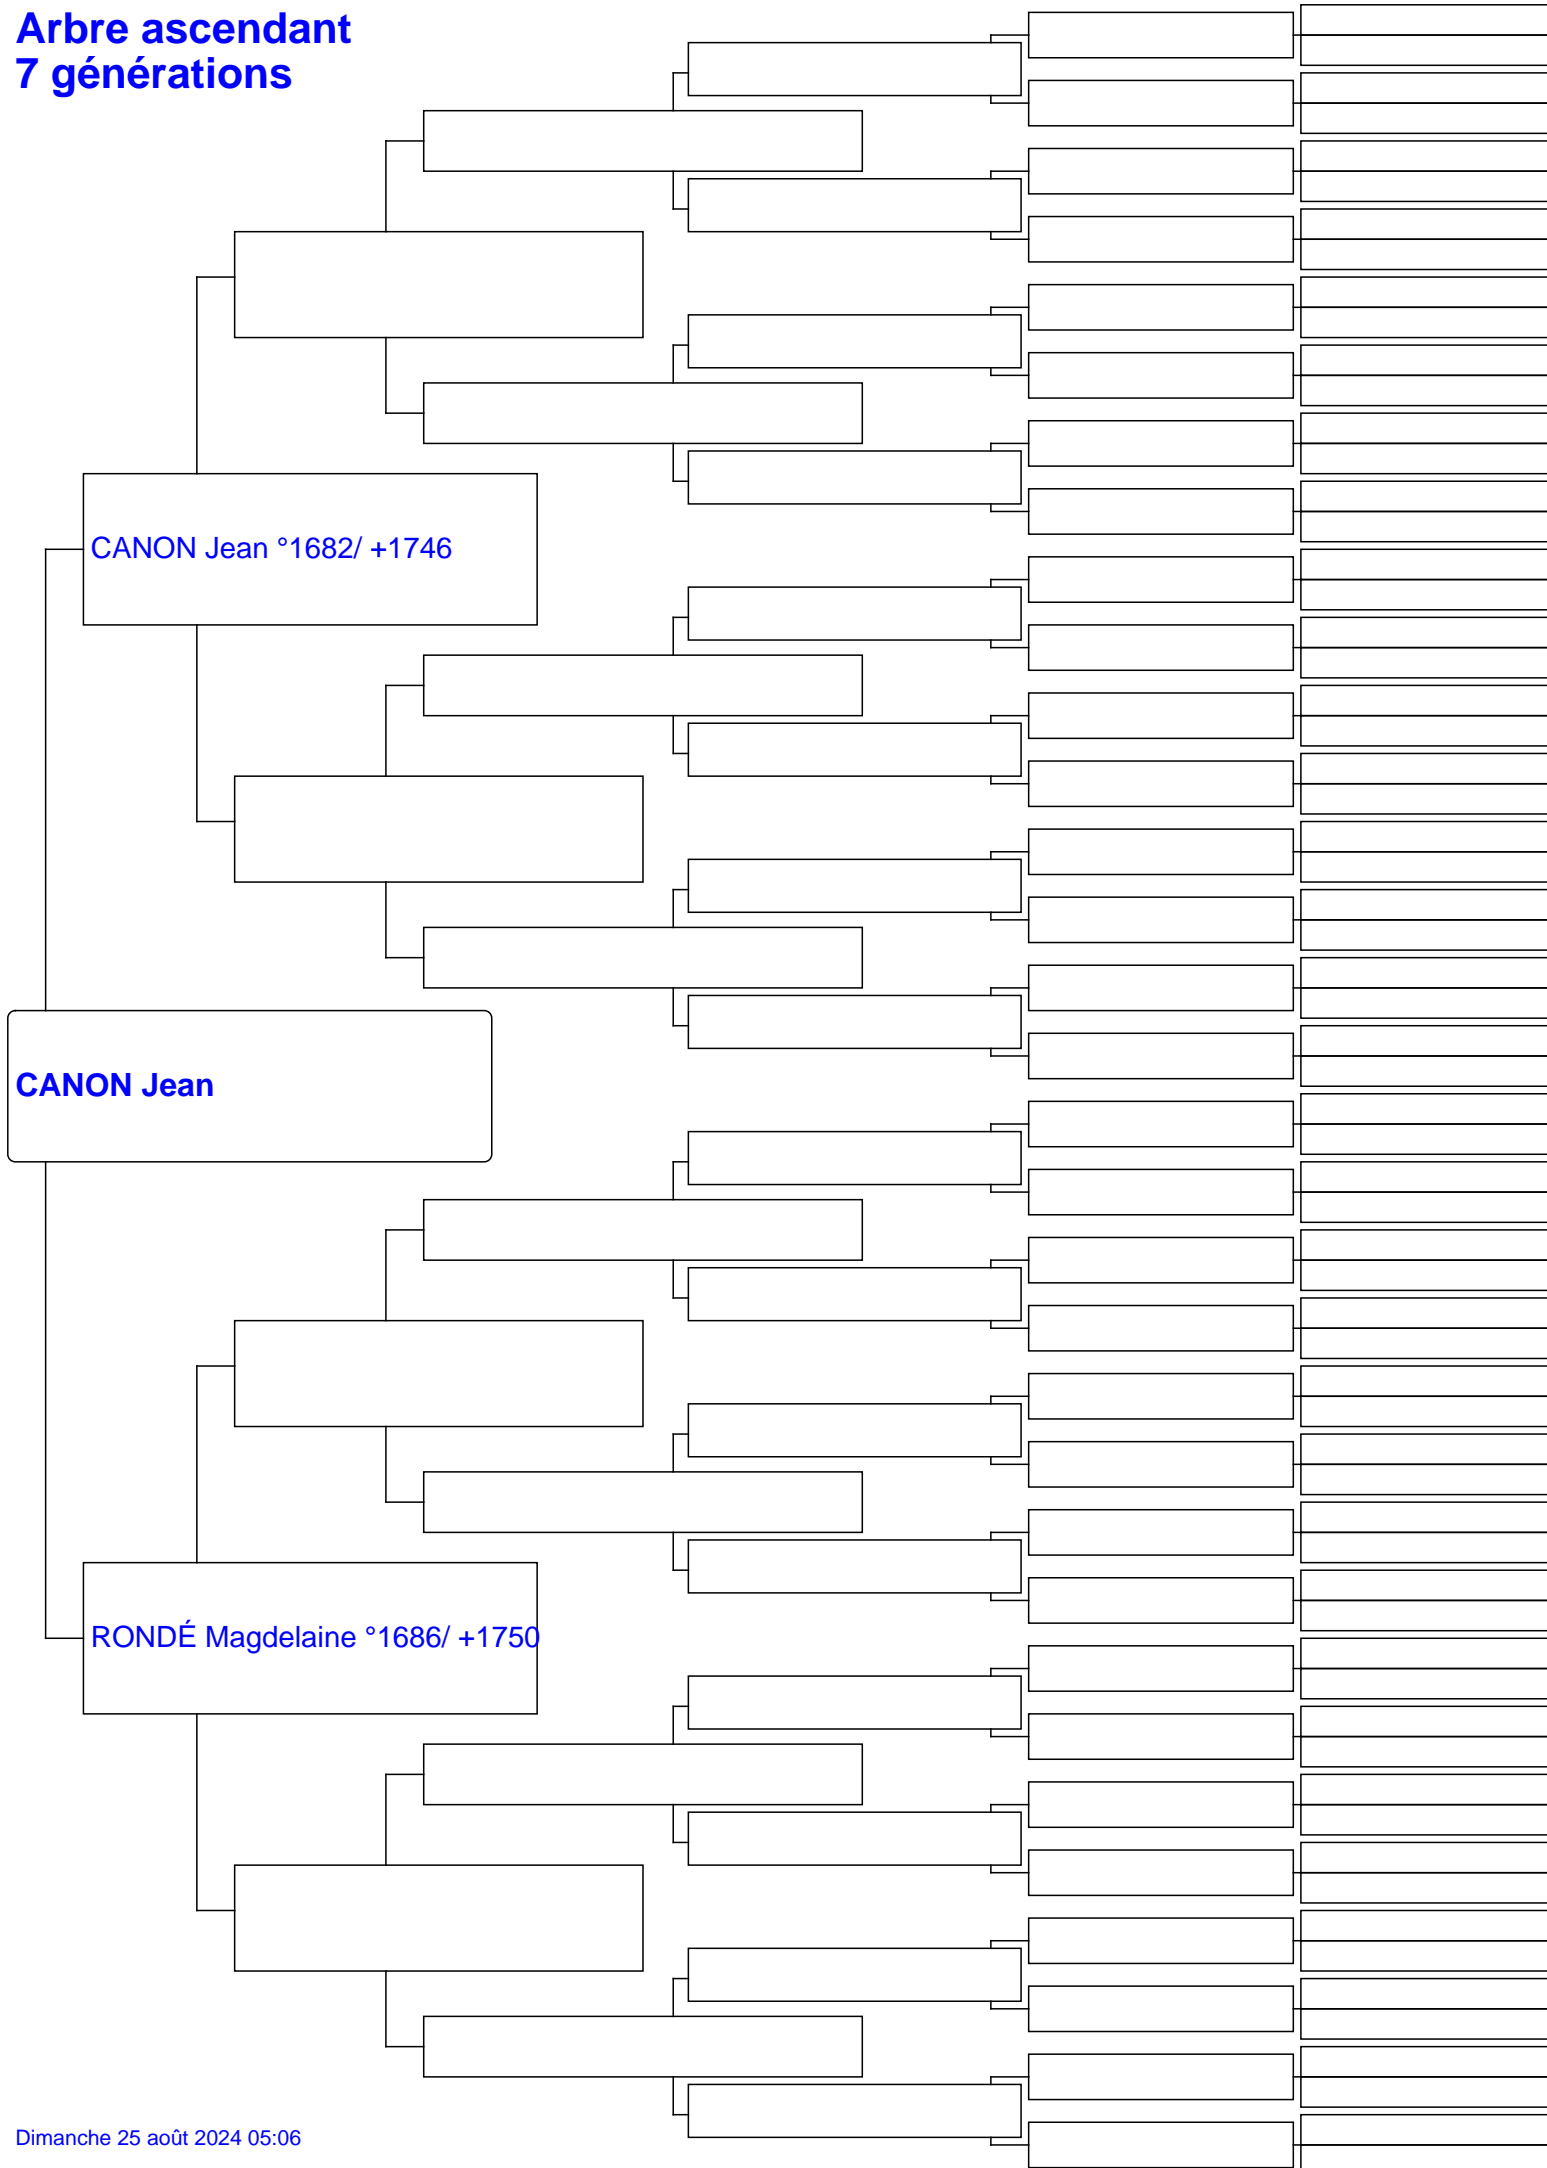 Arbre ascendant
7 générations
CANON Jean °1682/ +1746
CANON Jean
RONDÉ Magdelaine °1686/ +1750
Dimanche 25 août 2024 05:06